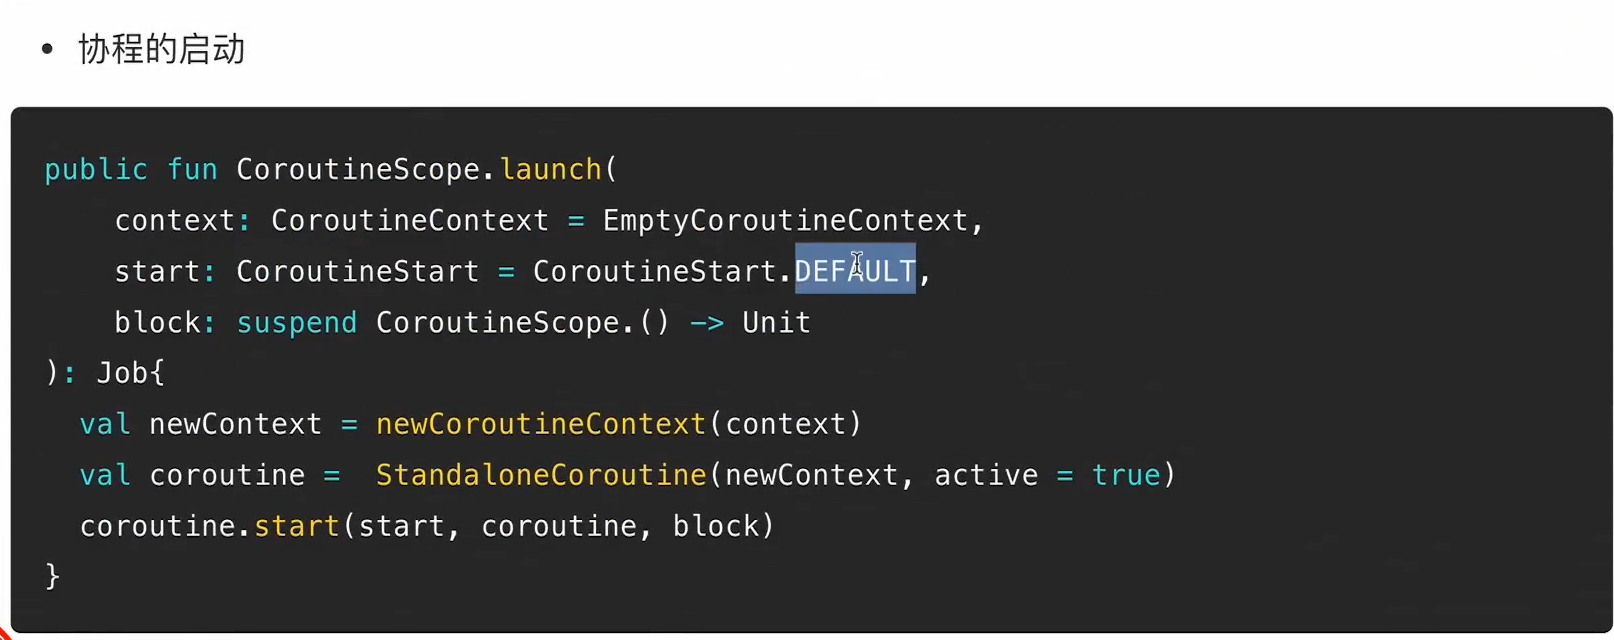 • 协程的启动
public fun CoroutineScope.launch(
    context: CoroutineContext = EmptyCoroutineContext,
    start: CoroutineStart = CoroutineStart.DEFAULT,
    block: suspend CoroutineScope.() -> Unit
): Job{
  val newContext = newCoroutineContext(context)
  val coroutine =  StandaloneCoroutine(newContext, active = true)
  coroutine.start(start, coroutine, block)
}